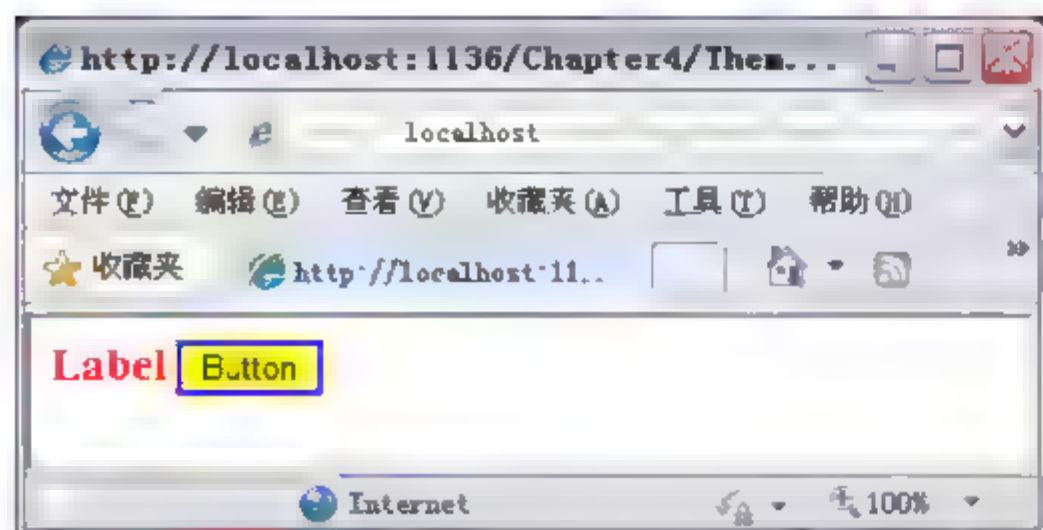 http://localhost:1136/Chapter4/Them...
localhost
文件(F) 编辑(E) 查看(V) 收藏夹(A) 工具(T) 帮助(H)
收藏夹 http://localhost:11..
Label Button
Internet 100%